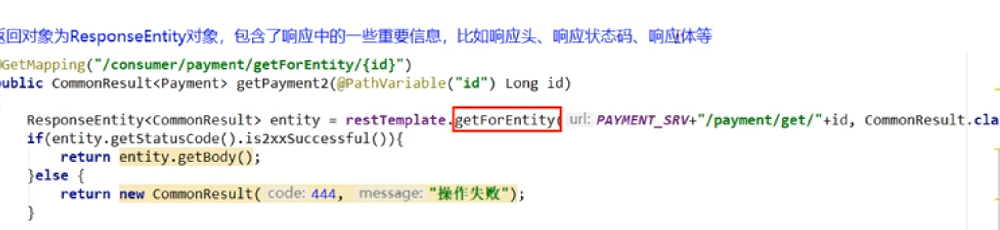 返回对象为ResponseEntity对象，包含了响应中的一些重要信息，比如响应头、响应状态码、响应体等
@GetMapping("/consumer/payment/getForEntity/{id}")
public CommonResult<Payment> getPayment2(@PathVariable("id") Long id)
{
ResponseEntity<CommonResult> entity = restTemplate.getForEntity( url: PAYMENT_SRV+"/payment/get/"+id, CommonResult.cla
if(entity.getStatusCode().is2xxSuccessful()){
return entity.getBody();
}else {
return new CommonResult( code: 444, message: "操作失败");
}